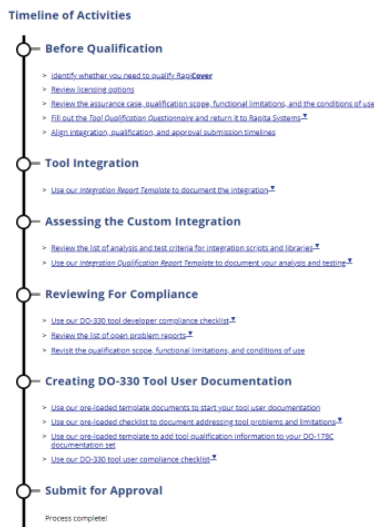 Timeline of Activities
Before Qualification
> Identify whether you need to qualify RapiCover
> Review licensing options
> Review the assurance case, qualification scope, functional limitations, and the conditions of use
> Fill out the Tool Qualification Questionnaire and return it to Rapita Systems
> Align integration, qualification, and approval submission timelines
Tool Integration
> Use our Integration Report Template to document the integration
Assessing the Custom Integration
> Review the list of analysis and test criteria for integration scripts and libraries
> Use our Integration Qualification Report Template to document your analysis and testing
Reviewing For Compliance
> Use our DO-330 tool developer compliance checklist
> Review the list of open problem reports
> Revisit the qualification scope, functional limitations, and conditions of use
Creating DO-330 Tool User Documentation
> Use our pre-loaded template documents to start your tool user documentation
> Use our pre-loaded checklist to document addressing tool problems and limitations
> Use our pre-loaded template to add tool qualification information to your DO-178C
documentation set
> Use our DO-330 tool user compliance checklist
Submit for Approval
Process complete!